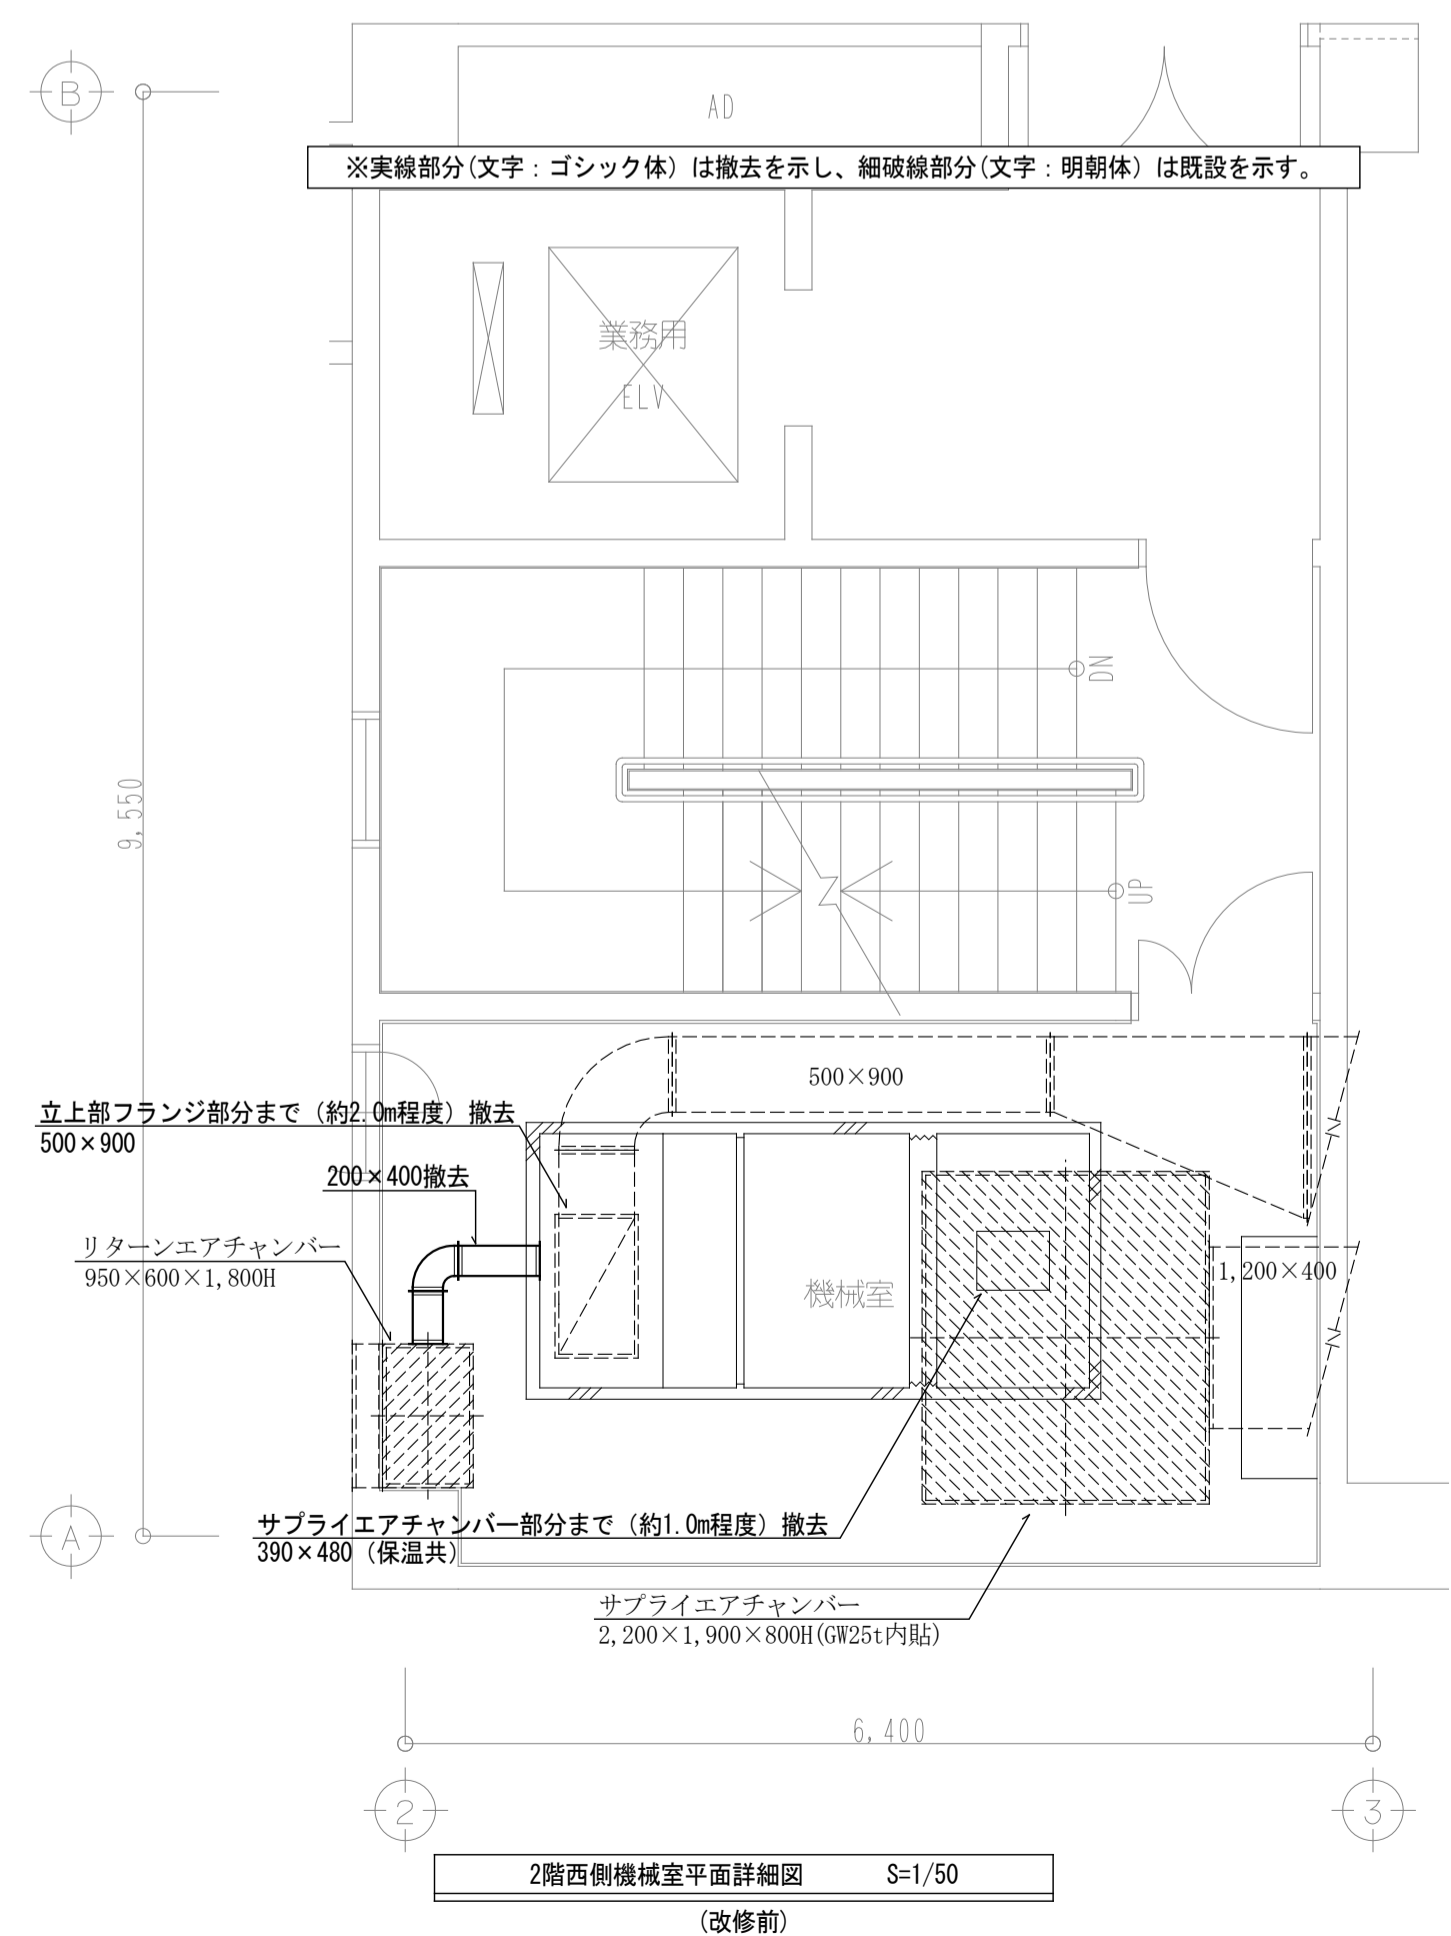 B
AD
※実線部分(文字：ゴシック体）は撤去を示し、細破線部分(文字：明朝体）は既設を示す。
業務用
ELV
DN
9,550
UP
500×900
立上部フランジ部分まで（約2.0m程度）撤去
500×900
200×400撤去
リターンエアチャンバー
950×600×1,800H
機械室
1,200×400
サプライエアチャンバー部分まで（約1.0m程度）撤去
390×480（保温共）
A
サプライエアチャンバー
2,200×1,900×800H(GW25t内貼)
6,400
2
3
2階西側機械室平面詳細図 S=1/50
(改修前)